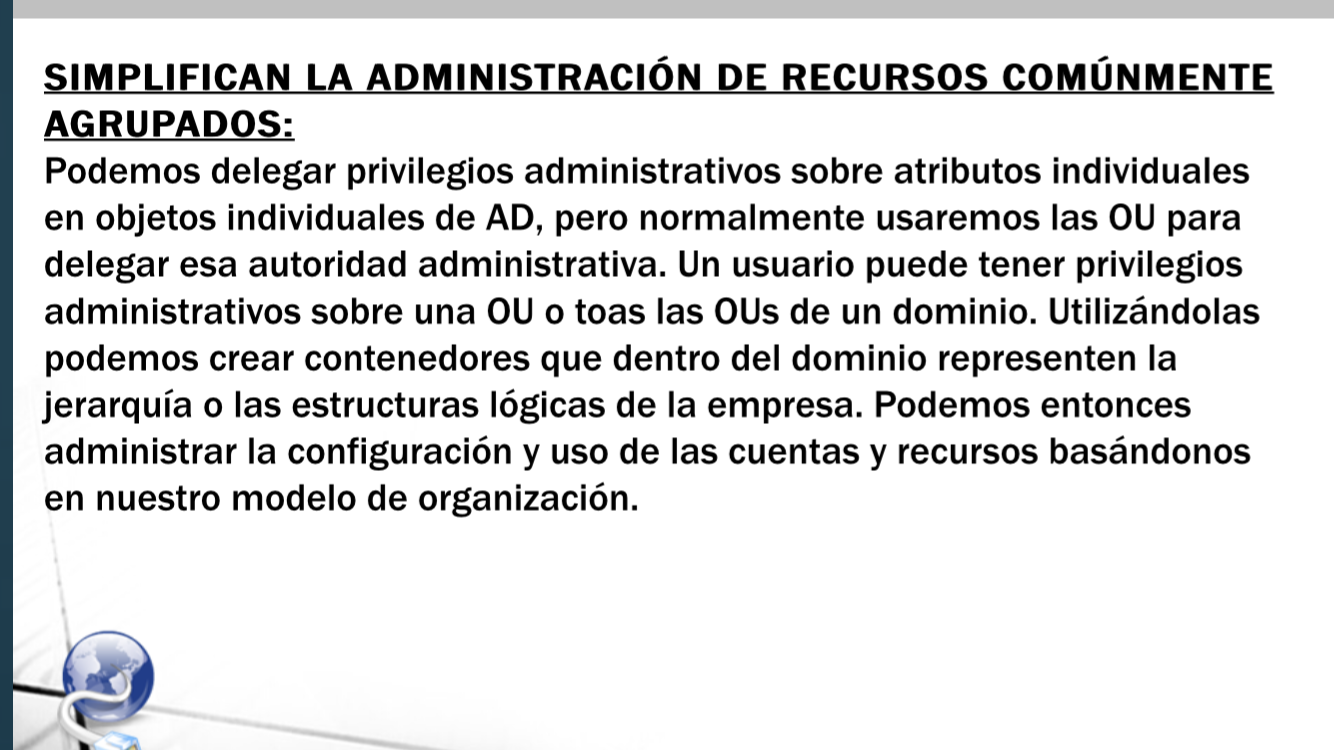 SIMPLIFICAN LA ADMINISTRACIÓN DE RECURSOS COMÚNMENTE
AGRUPADOS:
Podemos delegar privilegios administrativos sobre atributos individuales
en objetos individuales de AD, pero normalmente usaremos las OU para
delegar esa autoridad administrativa. Un usuario puede tener privilegios
administrativos sobre una OU o toas las OUs de un dominio. Utilizándolas
podemos crear contenedores que dentro del dominio representen la
jerarquía o las estructuras lógicas de la empresa. Podemos entonces
administrar la configuración y uso de las cuentas y recursos basándonos
en nuestro modelo de organización.